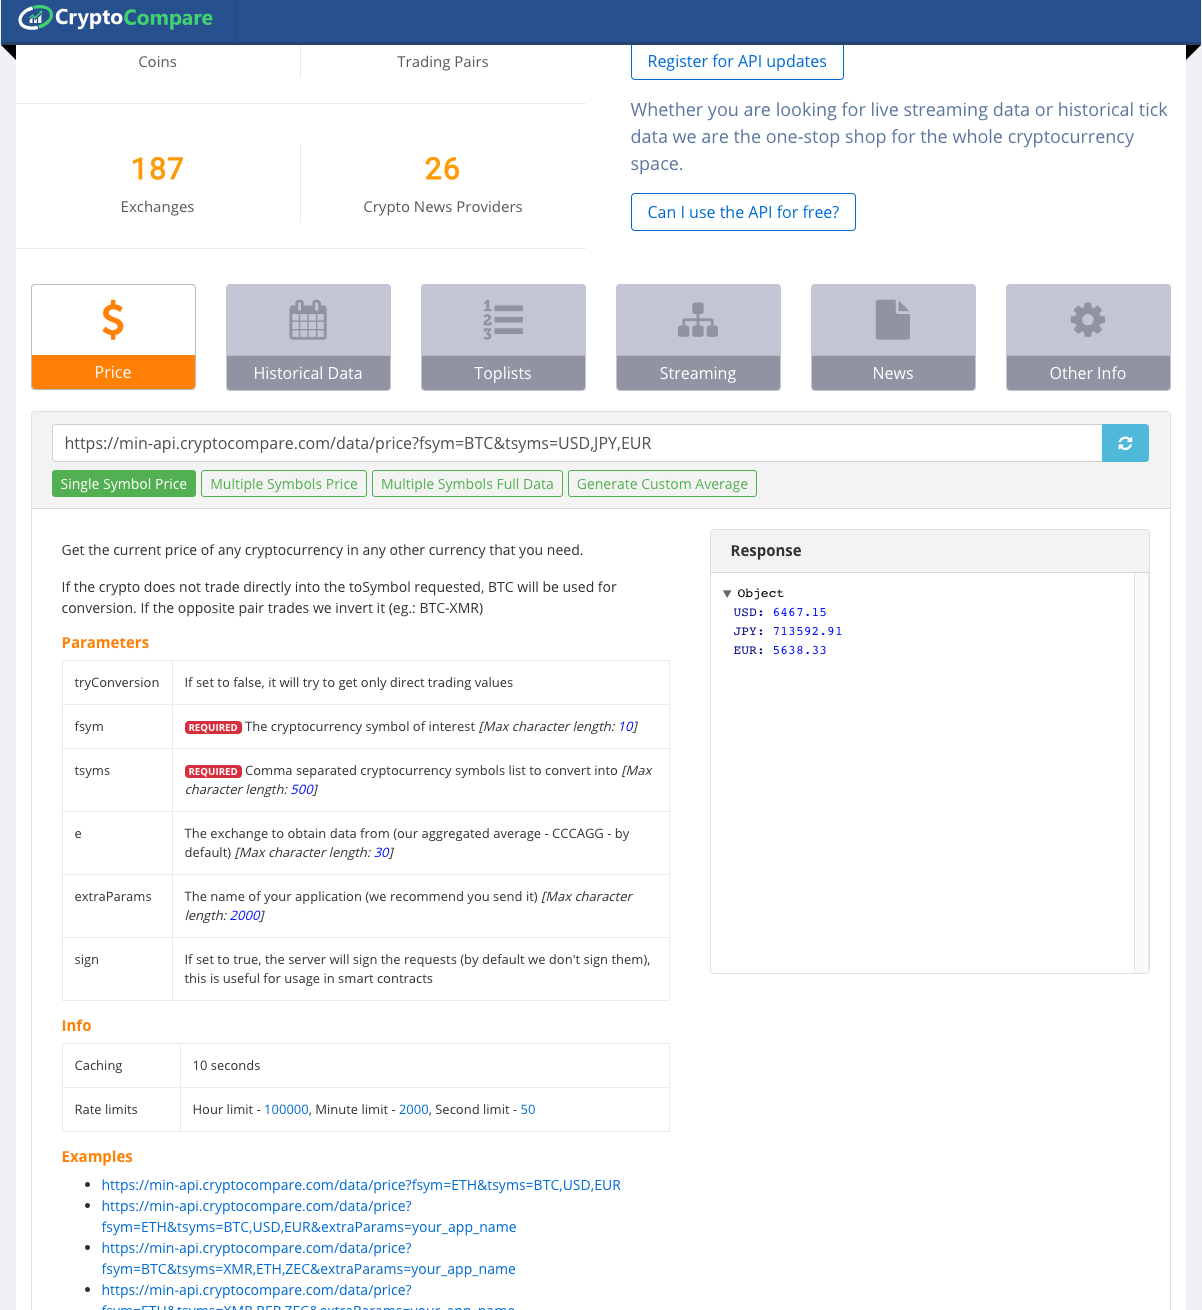 CryptoCompare
Coins
Trading Pairs
Register for API updates
Whether you are looking for live streaming data or historical tick
data we are the one-stop shop for the whole cryptocurrency
space.
187
Exchanges
26
Crypto News Providers
Can I use the API for free?
Price
Historical Data
1
2
3
Toplists
Streaming
News
Other Info
https://min-api.cryptocompare.com/data/price?fsym=BTC&tsyms=USD,JPY,EUR
Single Symbol Price
Multiple Symbols Price
Multiple Symbols Full Data
Generate Custom Average
Get the current price of any cryptocurrency in any other currency that you need.
If the crypto does not trade directly into the toSymbol requested, BTC will be used for
conversion. If the opposite pair trades we invert it (eg.: BTC-XMR)
Parameters
tryConversion If set to false, it will try to get only direct trading values
fsym REQUIRED The cryptocurrency symbol of interest [Max character length: 10]
tsyms REQUIRED Comma separated cryptocurrency symbols list to convert into [Max
character length: 500]
e The exchange to obtain data from (our aggregated average - CCCAGG - by
default) [Max character length: 30]
extraParams The name of your application (we recommend you send it) [Max character
length: 2000]
sign If set to true, the server will sign the requests (by default we don't sign them),
this is useful for usage in smart contracts
Info
Caching 10 seconds
Rate limits Hour limit - 100000, Minute limit - 2000, Second limit - 50
Examples
https://min-api.cryptocompare.com/data/price?fsym=ETH&tsyms=BTC,USD,EUR
https://min-api.cryptocompare.com/data/price?
fsym=ETH&tsyms=BTC,USD,EUR&extraParams=your_app_name
https://min-api.cryptocompare.com/data/price?
fsym=BTC&tsyms=XMR,ETH,ZEC&extraParams=your_app_name
https://min-api.cryptocompare.com/data/price?
fsym=ETH&tsyms=XMR,REP,ZEC&extraParams=your_app_name
Response
Object
USD: 6467.15
JPY: 713592.91
EUR: 5638.33